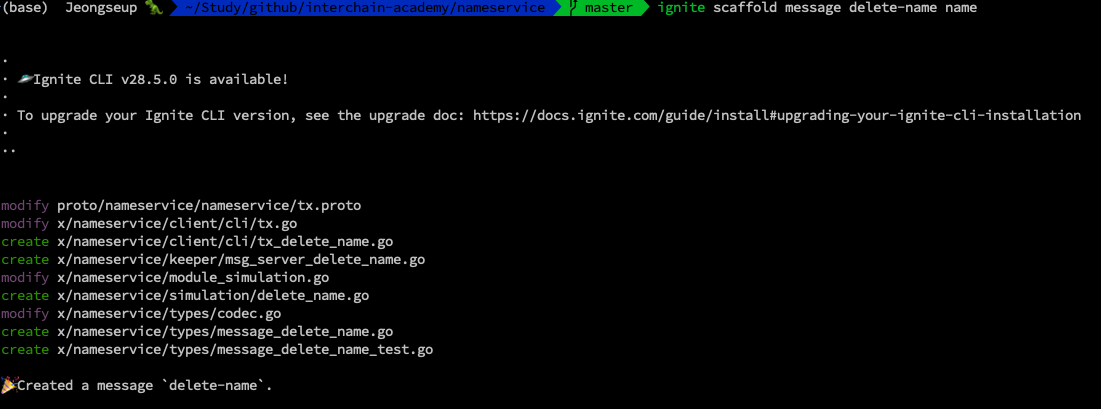 (base) Jeongseup 🦖 ~/Study/github/interchain-academy/nameservice master ignite scaffold message delete-name name
.
· 🛸Ignite CLI v28.5.0 is available!
·
· To upgrade your Ignite CLI version, see the upgrade doc: https://docs.ignite.com/guide/install#upgrading-your-ignite-cli-installation
·
..
modify proto/nameservice/nameservice/tx.proto
modify x/nameservice/client/cli/tx.go
create x/nameservice/client/cli/tx_delete_name.go
create x/nameservice/keeper/msg_server_delete_name.go
modify x/nameservice/module_simulation.go
create x/nameservice/simulation/delete_name.go
modify x/nameservice/types/codec.go
create x/nameservice/types/message_delete_name.go
create x/nameservice/types/message_delete_name_test.go
🎉Created a message `delete-name`.